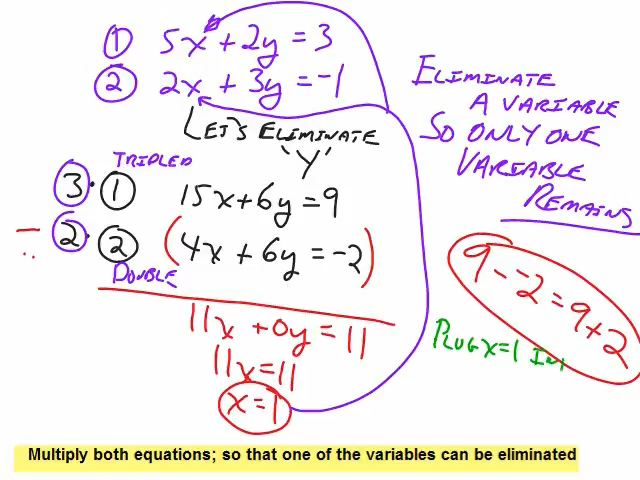 ① 5x + 2y = 3
② 2x + 3y = -1
ELIMINATE
A VARIABLE
SO ONLY ONE
VARIABLE
REMAINS
LET'S ELIMINATE
"Y"
TRIPLED
3 · ① 15x + 6y = 9
- 2 · ② (4x + 6y = -2)
DOUBLE
9 - -2 = 9 + 2
11x + 0y = 11
11x = 11
x = 1
PLUG x = 1 IN
Multiply both equations; so that one of the variables can be eliminated